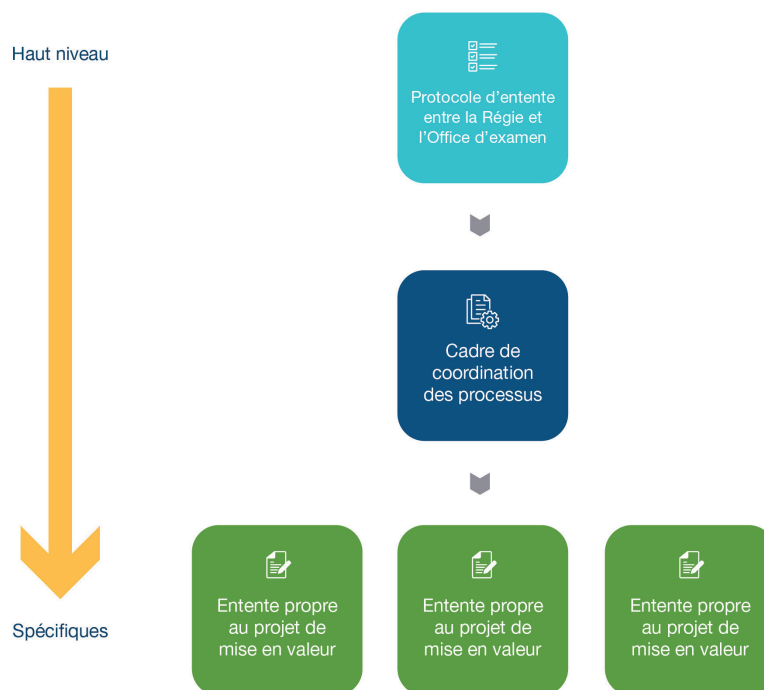 Haut niveau
Protocole d'entente
entre la Régie et
l'Office d'examen
Cadre de
coordination
des processus
Spécifiques
Entente propre
au projet de
mise en valeur
Entente propre
au projet de
mise en valeur
Entente propre
au projet de
mise en valeur